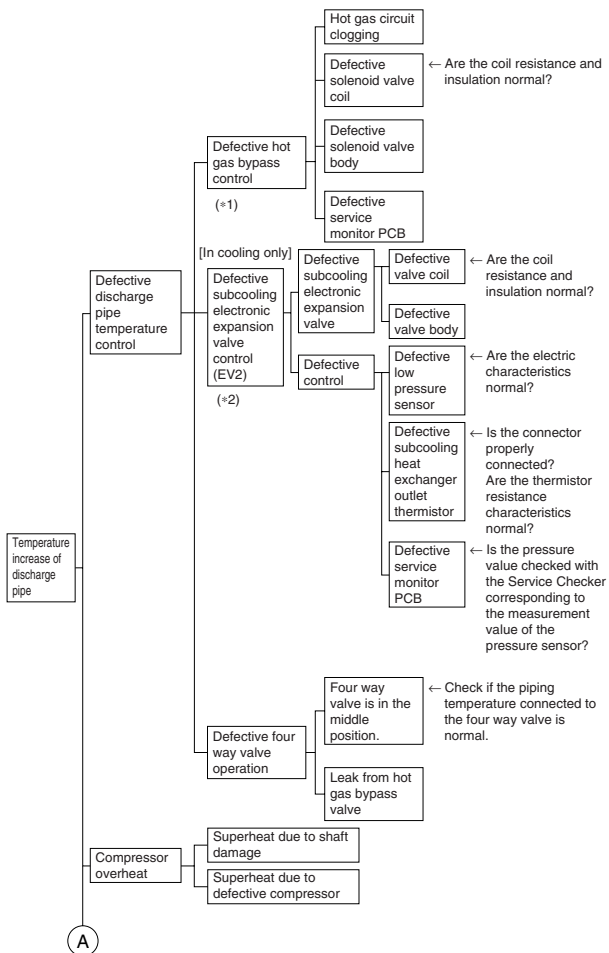 Hot gas circuit
clogging
Defective
solenoid valve
coil
← Are the coil resistance and
insulation normal?
Defective hot
gas bypass
control
(*1)
Defective
solenoid valve
body
Defective
service
monitor PCB
[In cooling only]
Defective
discharge
pipe
temperature
control
Defective
subcooling
electronic
expansion
valve
control
(EV2)
(*2)
Defective
subcooling
electronic
expansion
valve
Defective
valve coil
← Are the coil
resistance and
insulation normal?
Defective
valve body
Defective
control
Defective
low
pressure
sensor
← Are the electric
characteristics
normal?
Defective
subcooling
heat
exchanger
outlet
thermistor
← Is the connector
properly
connected?
Are the thermistor
resistance
characteristics
normal?
Temperature
increase of
discharge
pipe
Defective
service
monitor
PCB
← Is the pressure
value checked with
the Service Checker
corresponding to
the measurement
value of the
pressure sensor?
Defective four
way valve
operation
Four way
valve is in the
middle
position.
← Check if the piping
temperature connected to
the four way valve is
normal.
Leak from hot
gas bypass
valve
Compressor
overheat
Superheat due to shaft
damage
Superheat due to
defective compressor
A